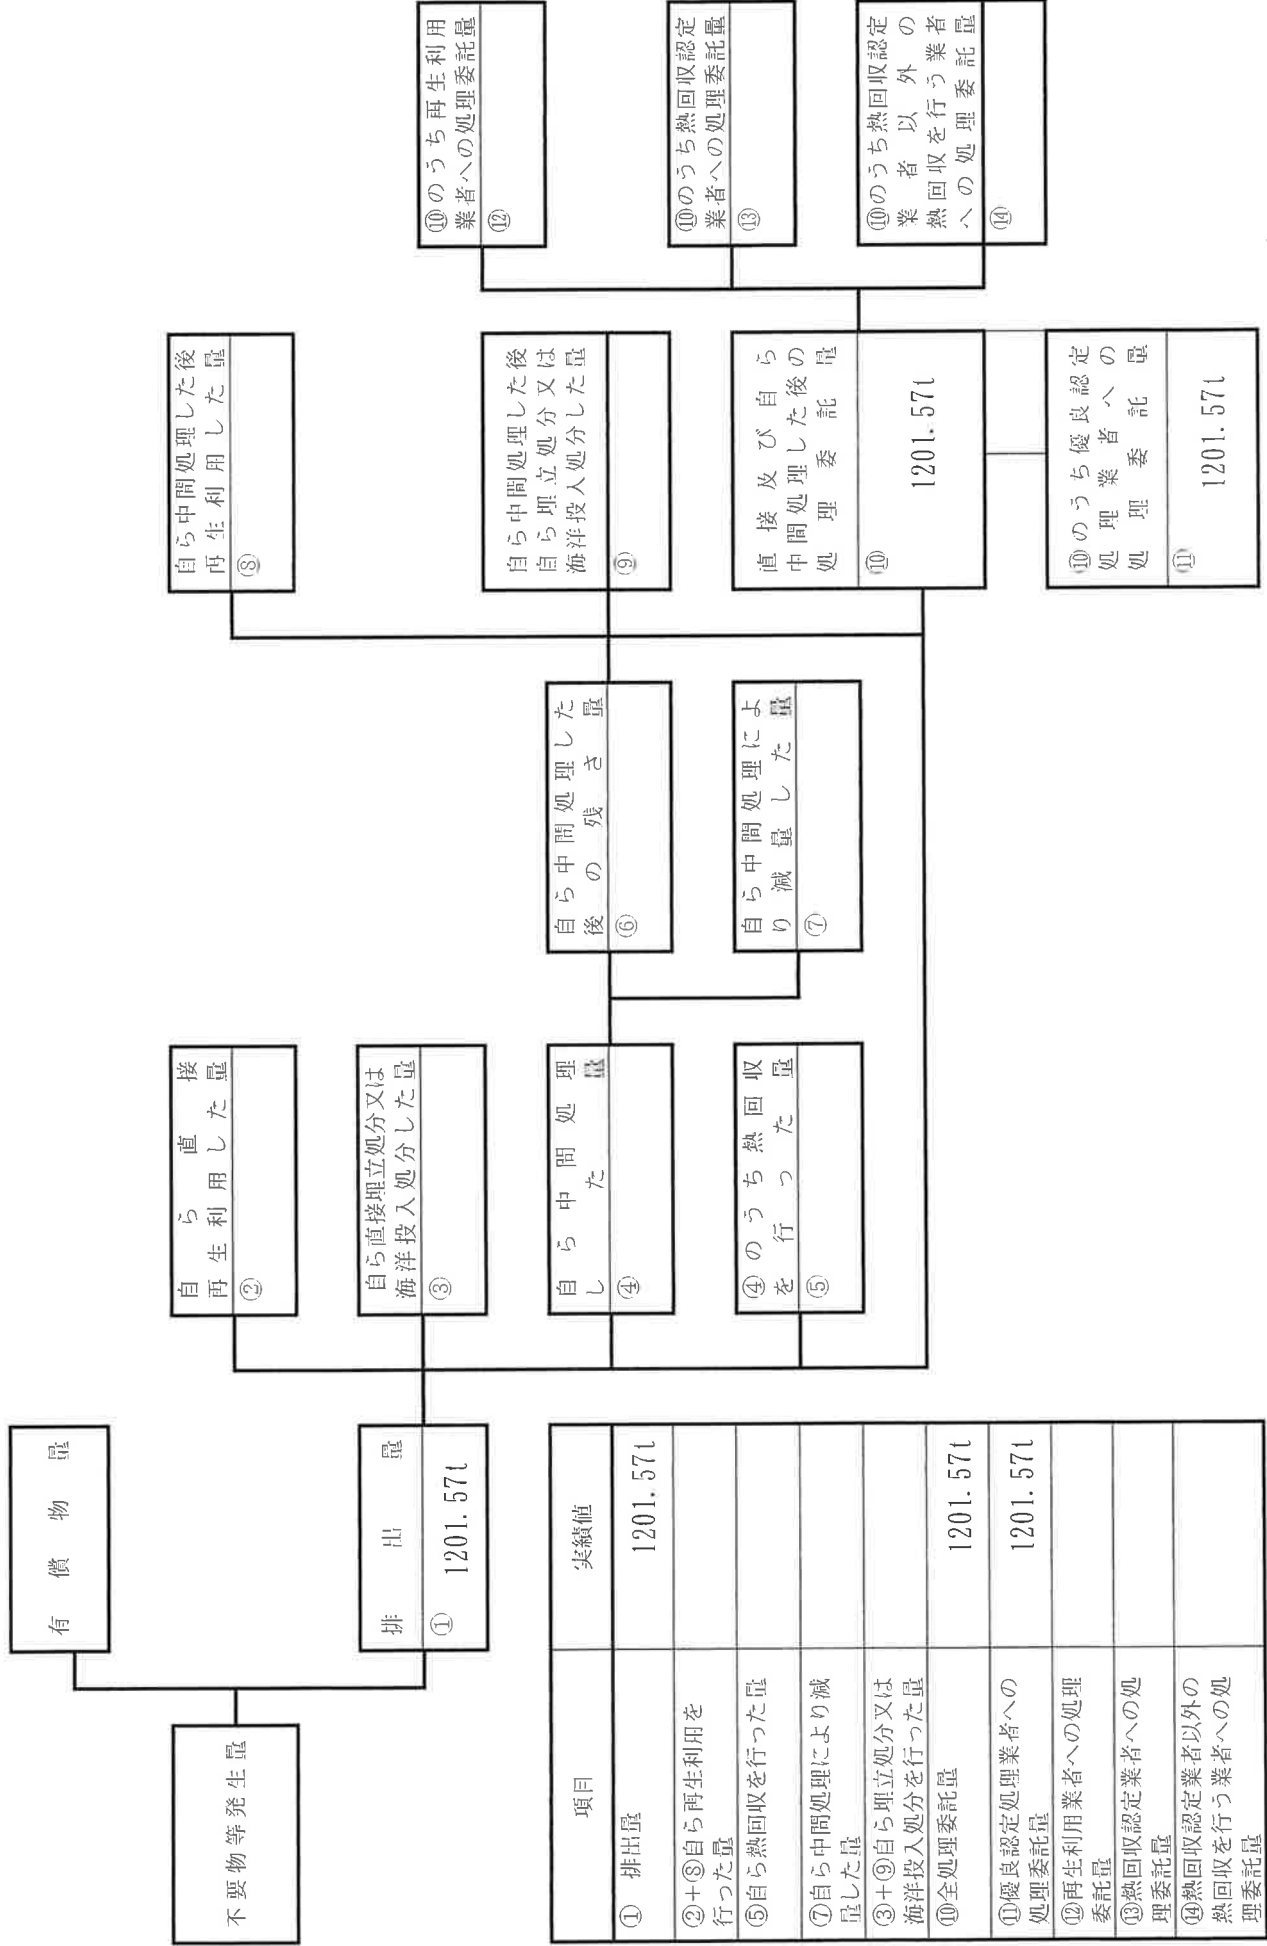 不要物等発生量
有償物量
排出量
① 1201.57t
自ら直接
再生利用した量
②
自ら直接埋立処分又は
海洋投入処分した量
③
自ら中間処理
した量
④
④のうち熱回収
を行った量
⑤
自ら中間処理した
後の残さ量
⑥
自ら中間処理によ
り減量した量
⑦
自ら中間処理した後
再生利用した量
⑧
自ら中間処理した後
自ら埋立処分又は
海洋投入処分した量
⑨
直接及び自ら
中間処理した後の
処理委託量
⑩
1201.57t
⑩のうち優良認定
処理業者への
処理委託量
⑪
1201.57t
⑩のうち再生利用
業者への処理委託量
⑫
⑩のうち熱回収認定
業者への処理委託量
⑬
⑩のうち熱回収認定
業者以外の
熱回収を行う業者
への処理委託量
⑭
項目 実績値
① 排出量 1201.57t
②+⑧自ら再生利用を
行った量
⑤自ら熱回収を行った量
⑦自ら中間処理により減
量した量
③+⑨自ら埋立処分又は
海洋投入処分を行った量
⑩全処理委託量 1201.57t
⑪優良認定処理業者への
処理委託量 1201.57t
⑫再生利用業者への処理
委託量
⑬熱回収認定業者への処
理委託量
⑭熱回収認定業者以外の
熱回収を行う業者への処
理委託量